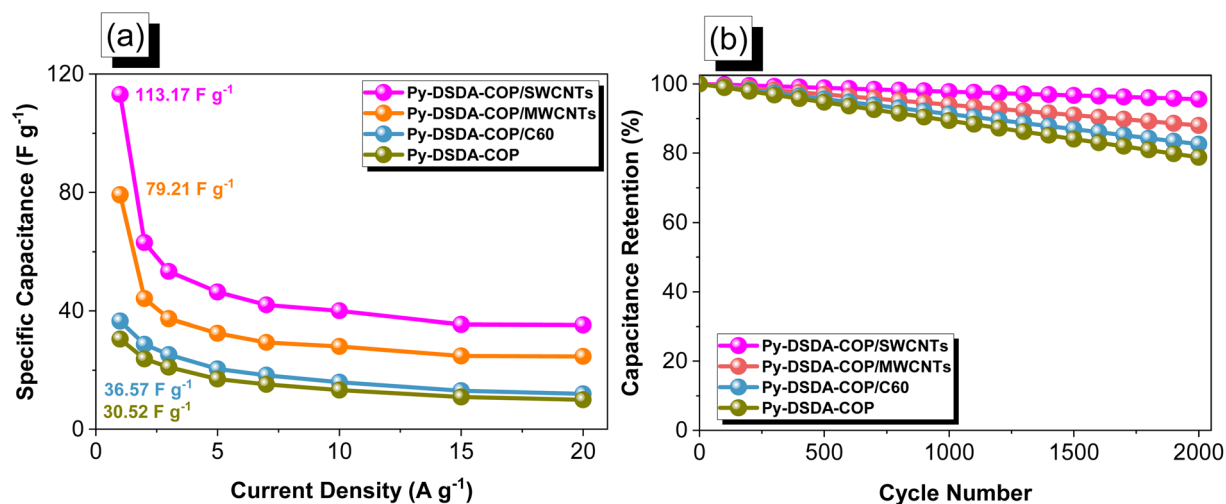 (a)
120
80
40
0
0
5
10
15
20
Specific Capacitance (F g⁻¹)
Current Density (A g⁻¹)
113.17 F g⁻¹
79.21 F g⁻¹
36.57 F g⁻¹
30.52 F g⁻¹
Py-DSDA-COP/SWCNTs
Py-DSDA-COP/MWCNTs
Py-DSDA-COP/C60
Py-DSDA-COP
(b)
100
80
60
40
20
0
0
500
1000
1500
2000
Capacitance Retention (%)
Cycle Number
Py-DSDA-COP/SWCNTs
Py-DSDA-COP/MWCNTs
Py-DSDA-COP/C60
Py-DSDA-COP